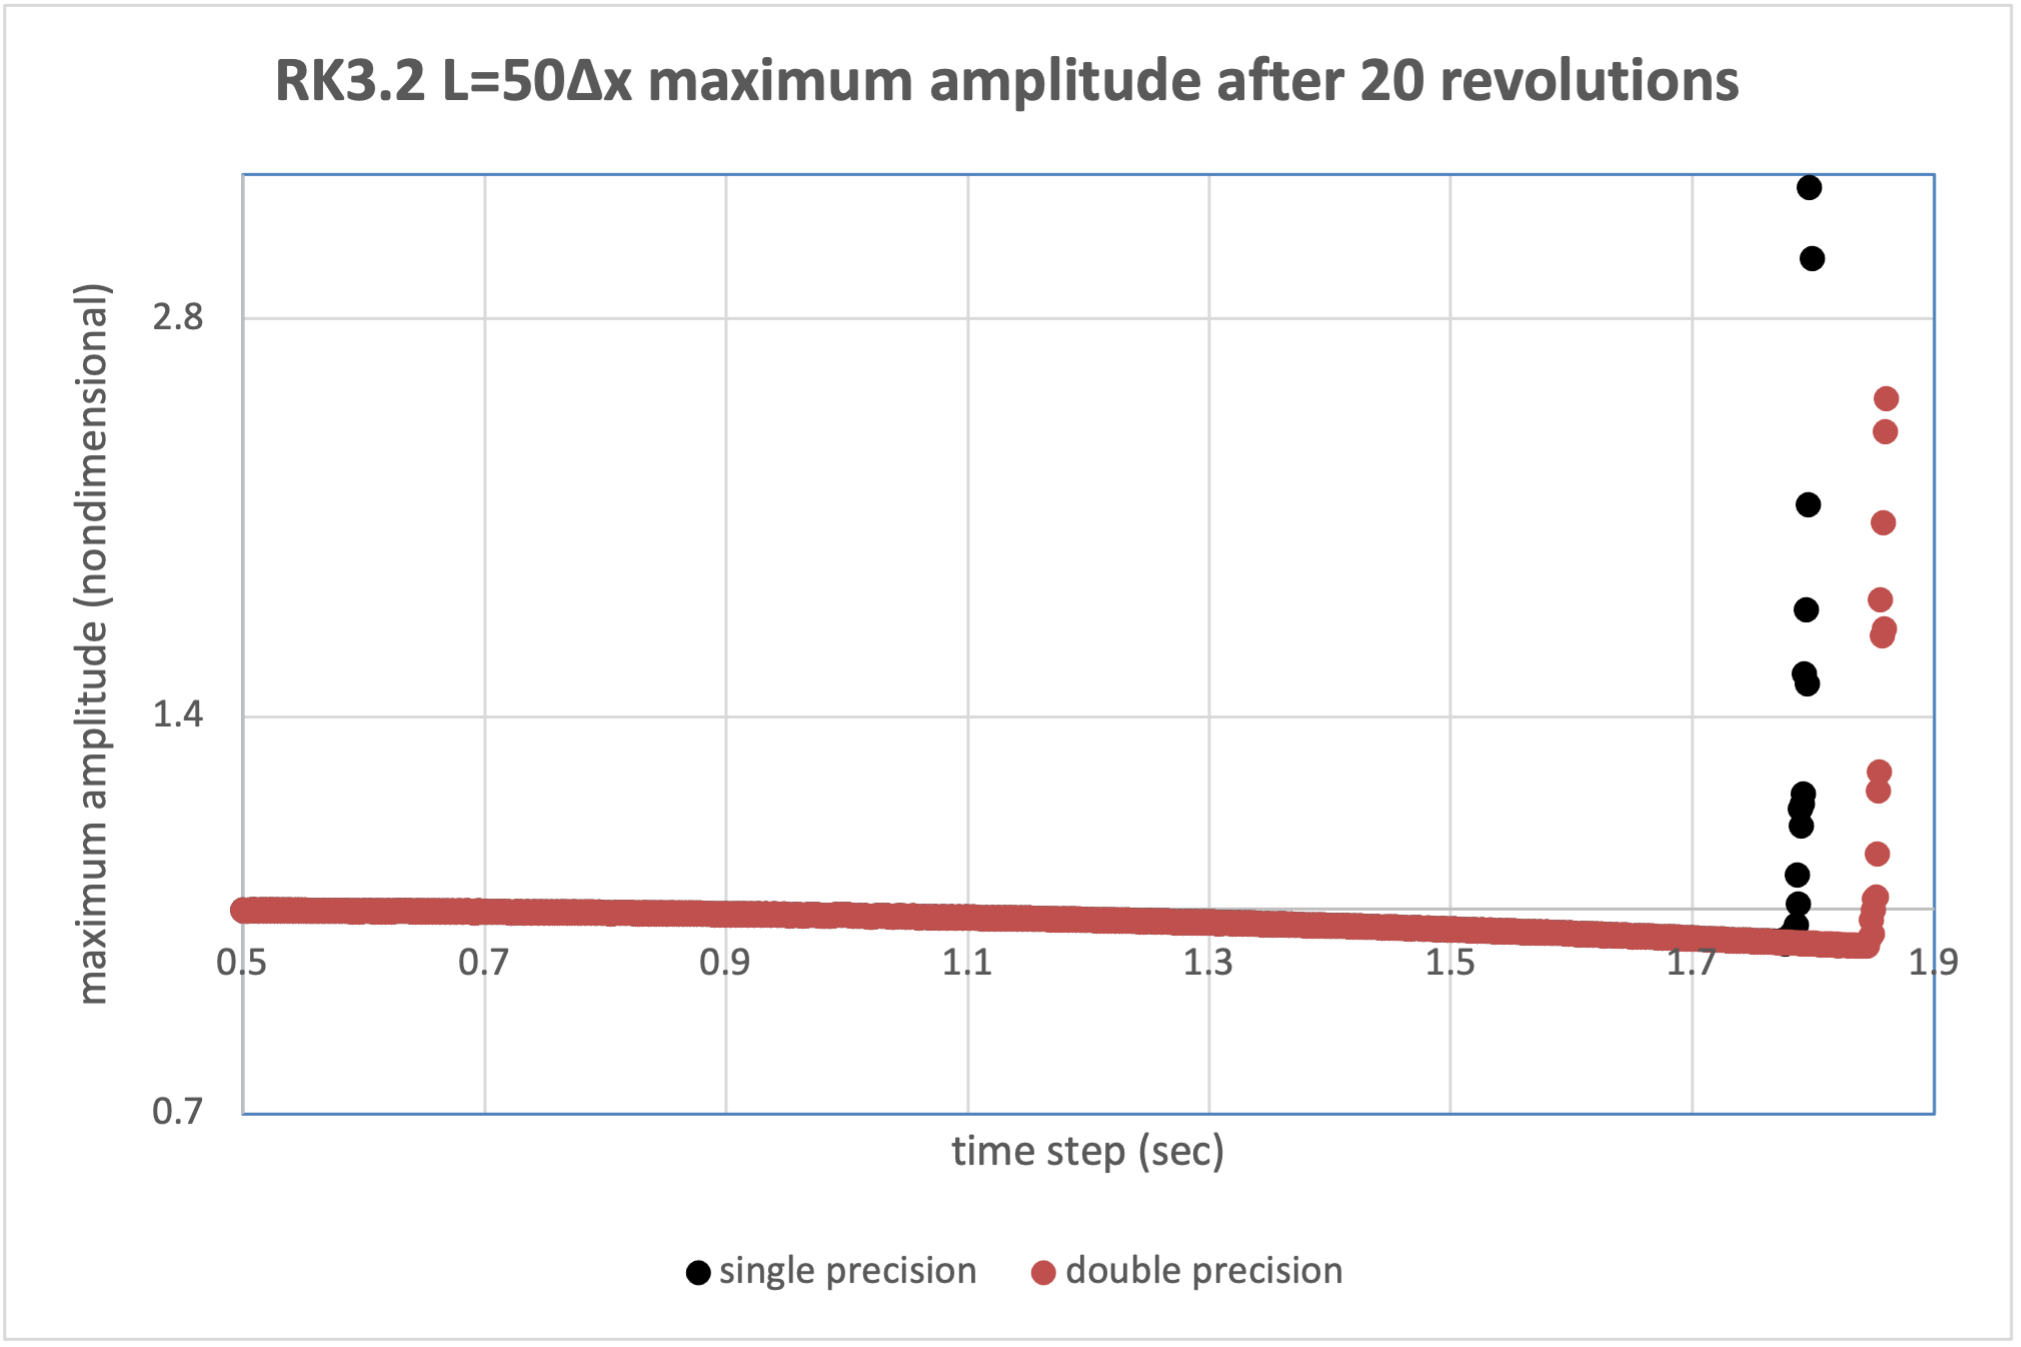 RK3.2 L=50Δx maximum amplitude after 20 revolutions
maximum amplitude (nondimensional)
2.8
1.4
0.7
0.5 0.7 0.9 1.1 1.3 1.5 1.7 1.9
time step (sec)
single precision double precision